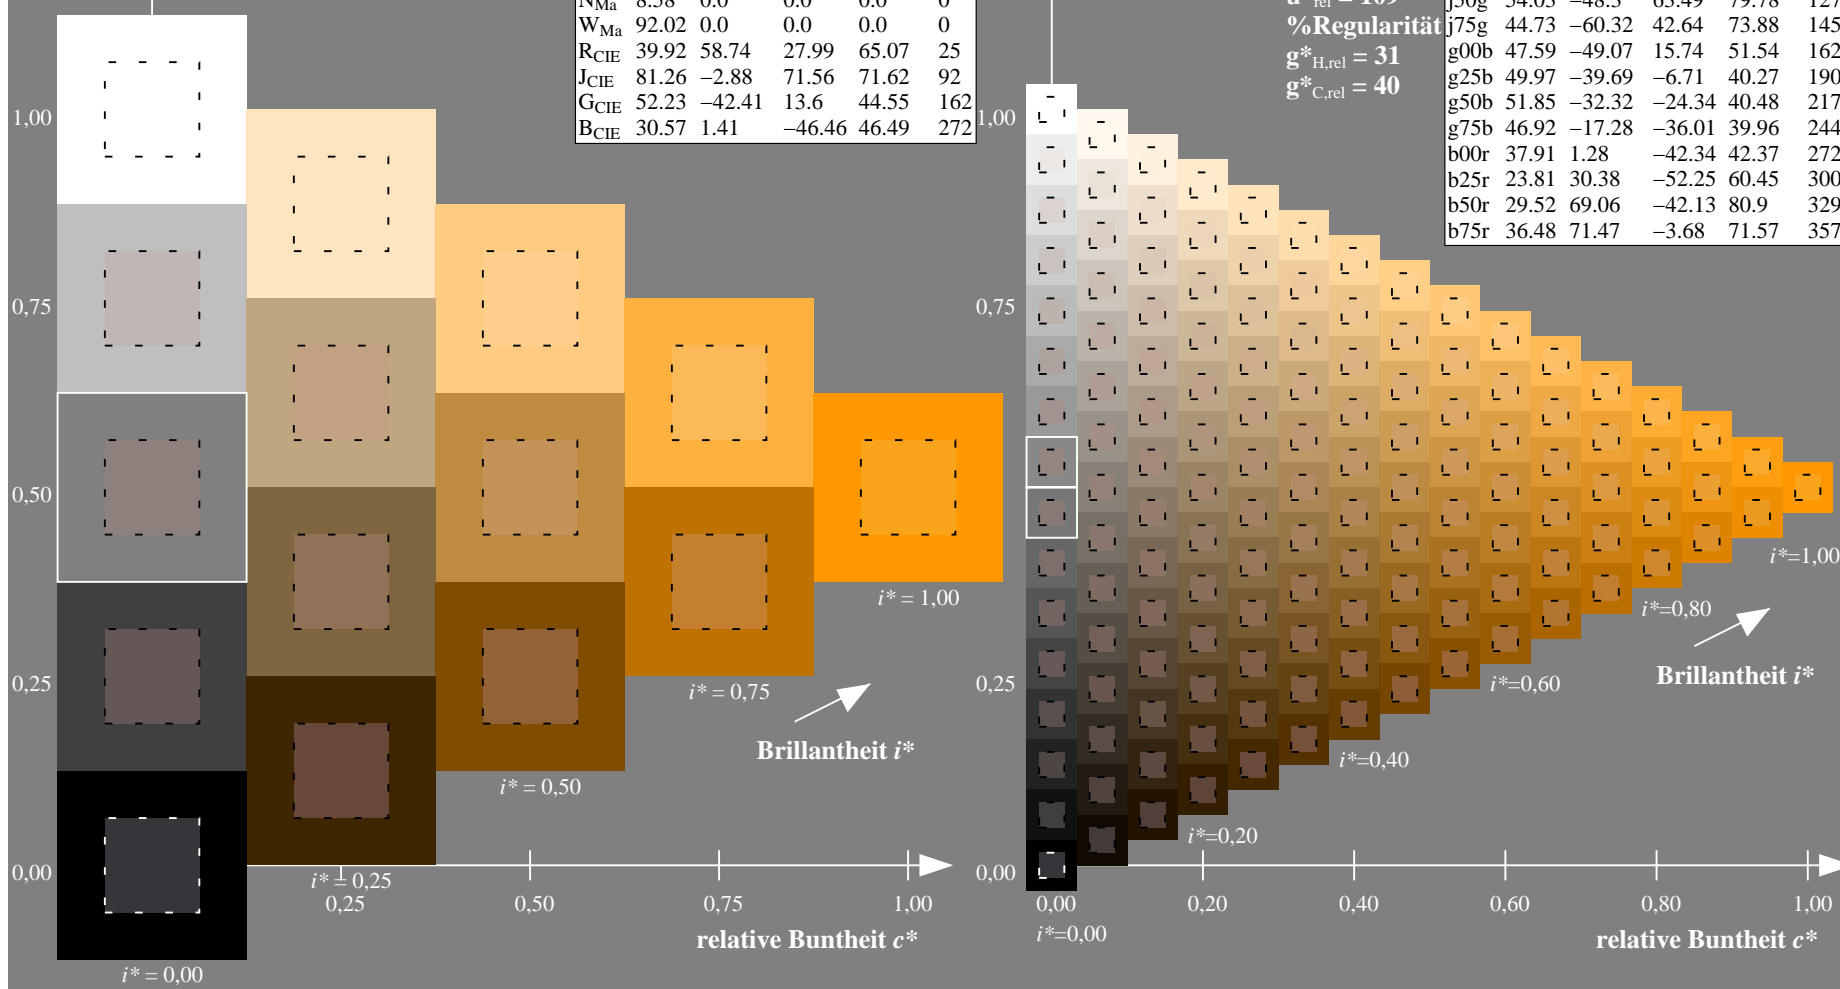 N_Ma 8.58 0.0 0.0 0.0 0
W_Ma 92.02 0.0 0.0 0.0 0
R_CIE 39.92 58.74 27.99 65.07 25
J_CIE 81.26 −2.88 71.56 71.62 92
G_CIE 52.23 −42.41 13.6 44.55 162
B_CIE 30.57 1.41 −46.46 46.49 272
1,00
0,75
0,50
0,25
0,00
i* = 1,00
i* = 0,75
Brillantheit i*
i* = 0,50
i* = 0,25
0,25 0,50 0,75 1,00
relative Buntheit c*
i* = 0,00
%Regularität
g*H,rel = 31
g*C,rel = 40
j75g 44.73 −60.32 42.64 73.88 145
g00b 47.59 −49.07 15.74 51.54 162
g25b 49.97 −39.69 −6.71 40.27 190
g50b 51.85 −32.32 −24.34 40.48 217
g75b 46.92 −17.28 −36.01 39.96 244
b00r 37.91 1.28 −42.34 42.37 272
b25r 23.81 30.38 −52.25 60.45 300
b50r 29.52 69.06 −42.13 80.9 329
b75r 36.48 71.47 −3.68 71.57 357
1,00
0,75
0,50
0,25
0,00
i*=1,00
i*=0,80
Brillantheit i*
i*=0,60
i*=0,40
i*=0,20
0,00 0,20 0,40 0,60 0,80 1,00
i*=0,00
relative Buntheit c*